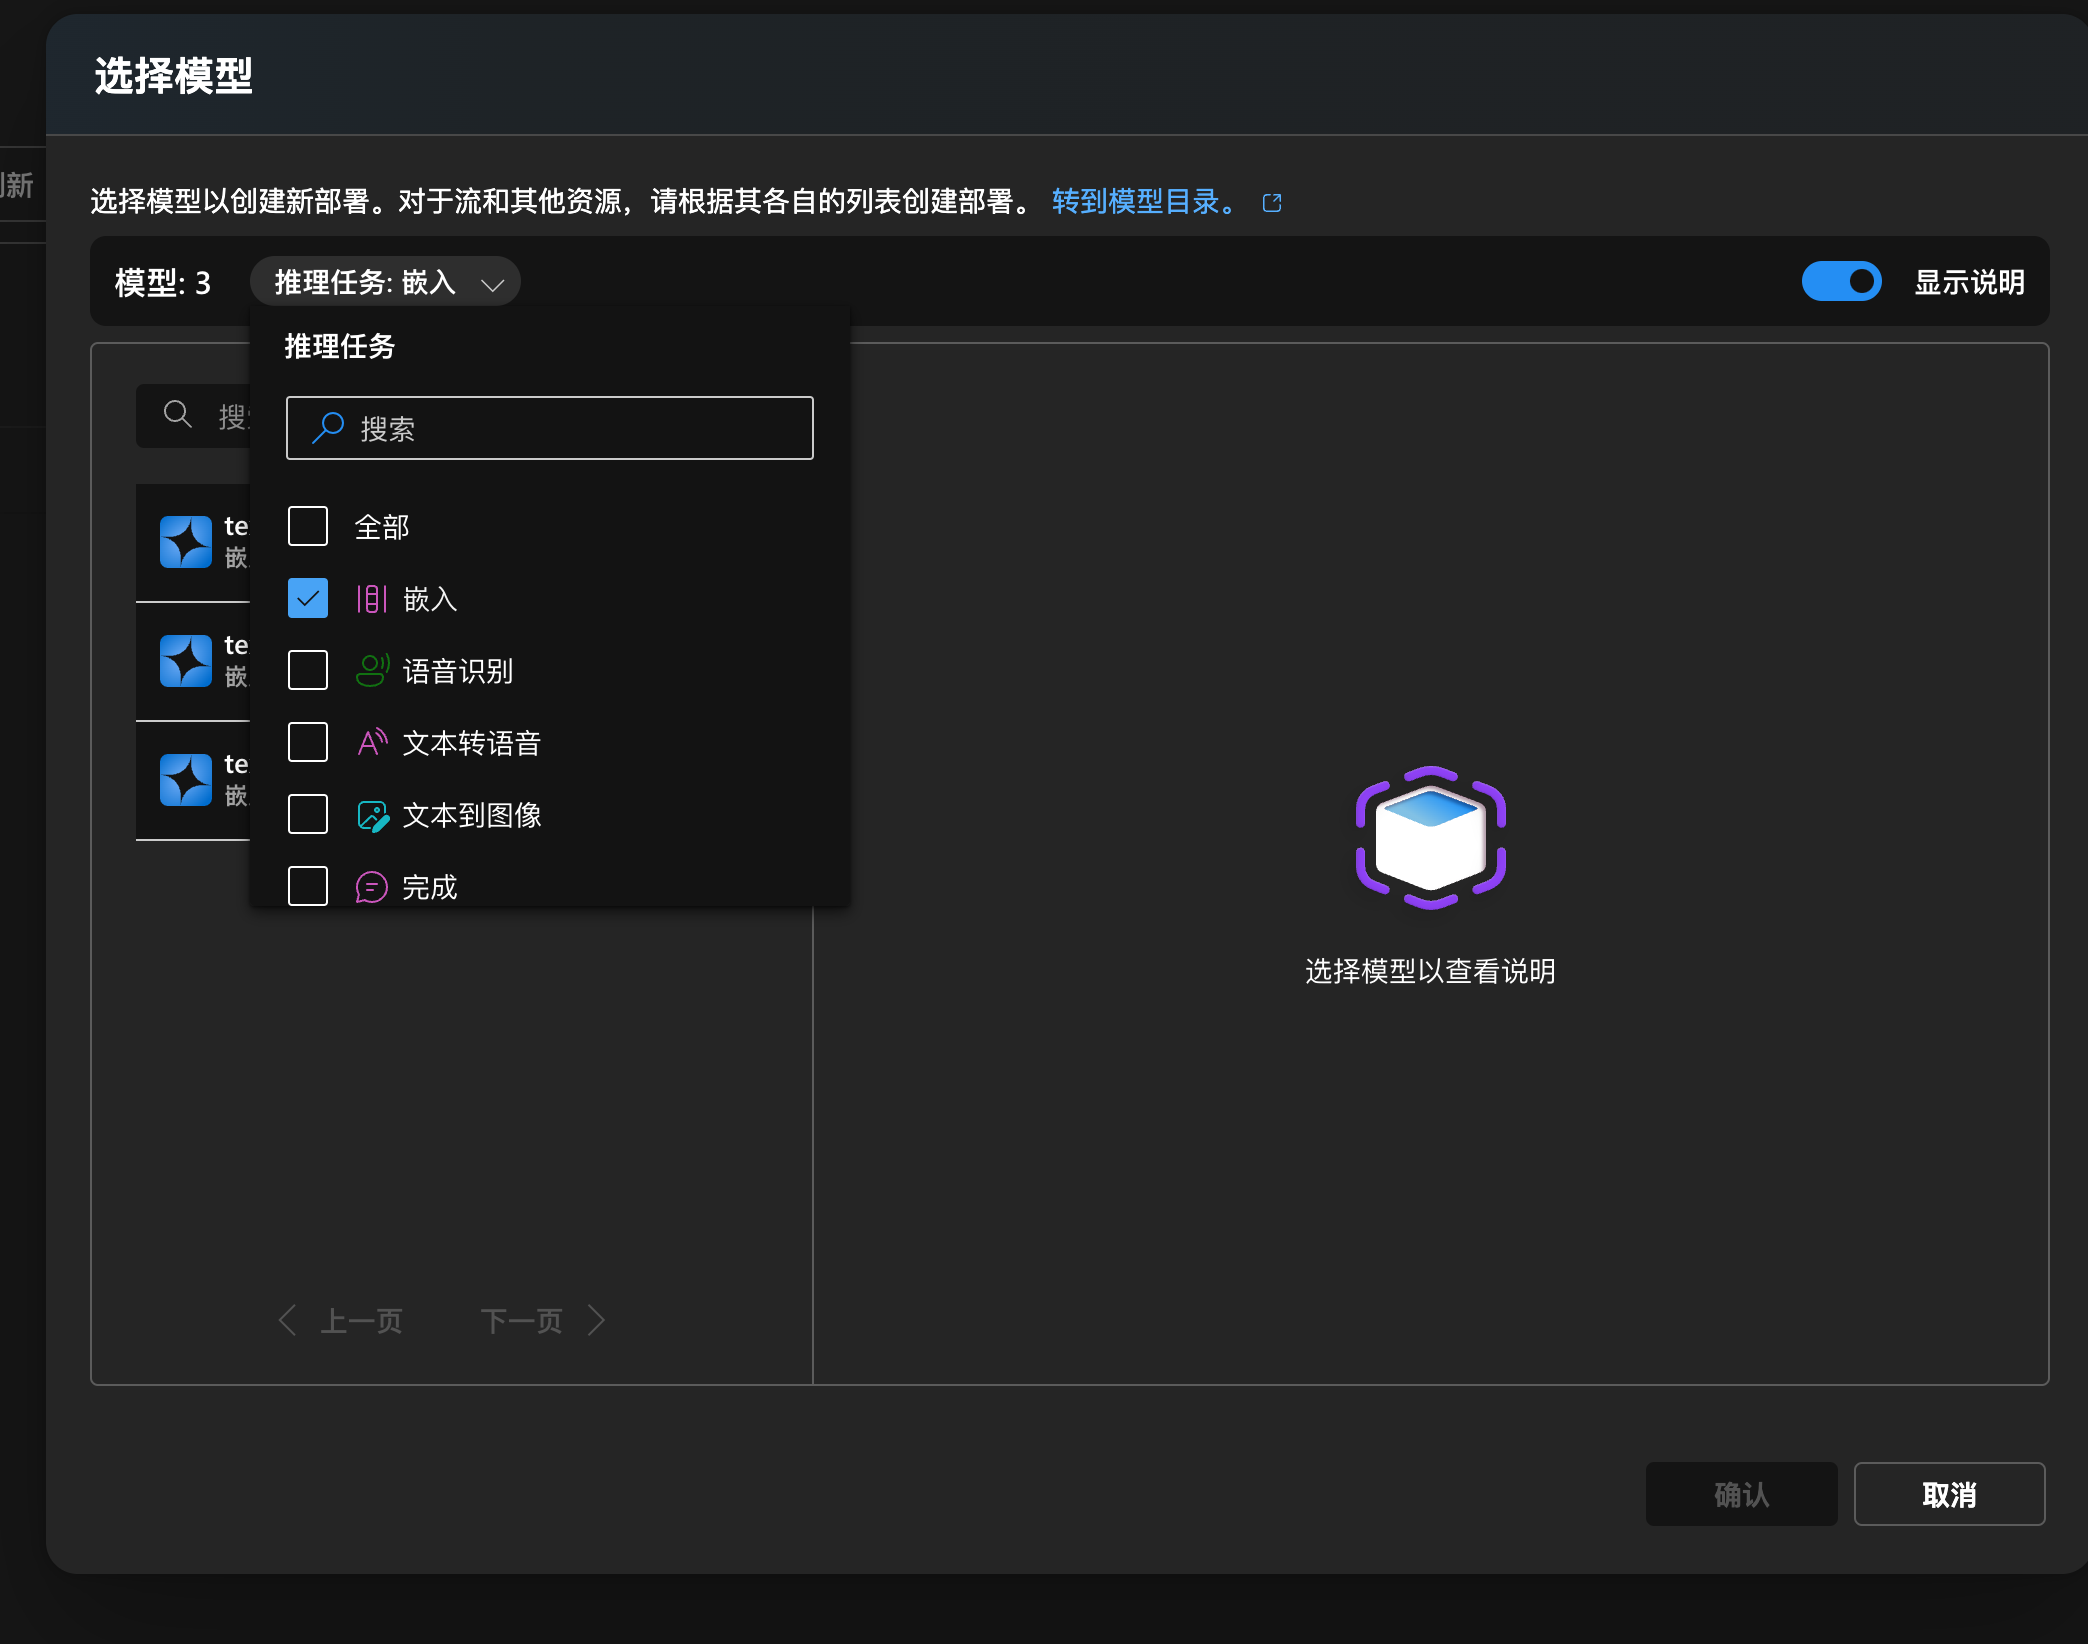 选择模型
新
选择模型以创建新部署。对于流和其他资源，请根据其各自的列表创建部署。 转到模型目录。
模型: 3
推理任务: 嵌入
显示说明
推理任务
搜索
搜
全部
te
嵌
嵌入
te
嵌
语音识别
文本转语音
te
嵌
文本到图像
完成
选择模型以查看说明
上一页
下一页
确认
取消